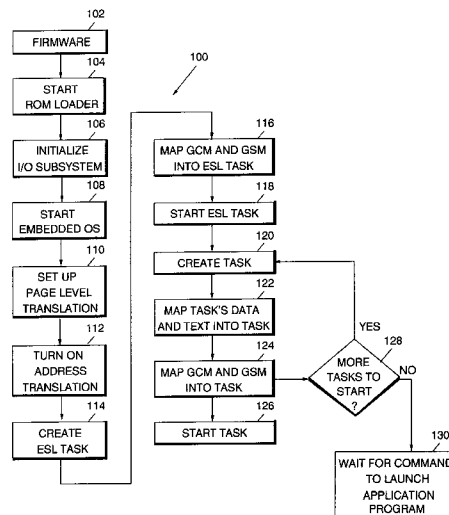 102
FIRMWARE
104
START
ROM LOADER
106
INITIALIZE
I/O SUBSYSTEM
108
START
EMBEDDED OS
110
SET UP
PAGE LEVEL
TRANSLATION
112
TURN ON
ADDRESS
TRANSLATION
114
CREATE
ESL TASK
100
116
MAP GCM AND GSM
INTO ESL TASK
118
START ESL TASK
120
CREATE TASK
122
MAP TASK'S DATA
AND TEXT INTO TASK
124
MAP GCM AND GSM
INTO TASK
126
START TASK
YES
128
MORE
TASKS TO
START
?
NO
130
WAIT FOR COMMAND
TO LAUNCH
APPLICATION
PROGRAM